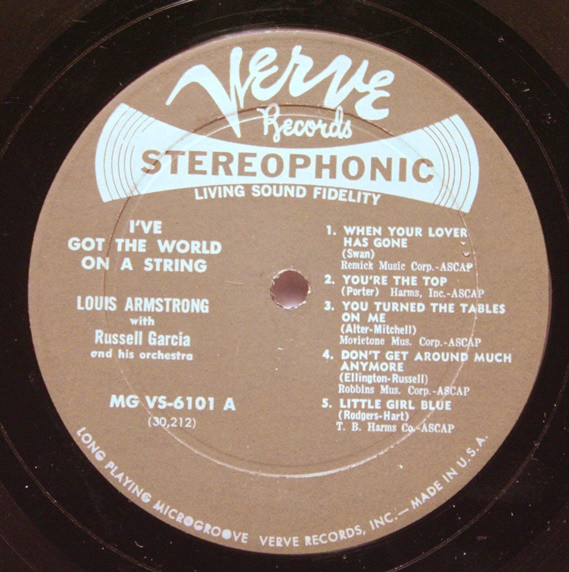 Verve
Records
STEREOPHONIC
LIVING SOUND FIDELITY
I'VE
GOT THE WORLD
ON A STRING
LOUIS ARMSTRONG
with
Russell Garcia
and his orchestra
MG VS-6101 A
(30,212)
1. WHEN YOUR LOVER
HAS GONE
(Swan)
Remick Music Corp.-ASCAP
2. YOU'RE THE TOP
(Porter) Harms, Inc.-ASCAP
3. YOU TURNED THE TABLES
ON ME
(Alter-Mitchell)
Movietone Mus. Corp.-ASCAP
4. DON'T GET AROUND MUCH
ANYMORE
(Ellington-Russell)
Robbins Mus. Corp.-ASCAP
5. LITTLE GIRL BLUE
(Rodgers-Hart)
T. B. Harms Co.-ASCAP
LONG PLAYING MICROGROOVE VERVE RECORDS, INC.—MADE IN U.S.A.